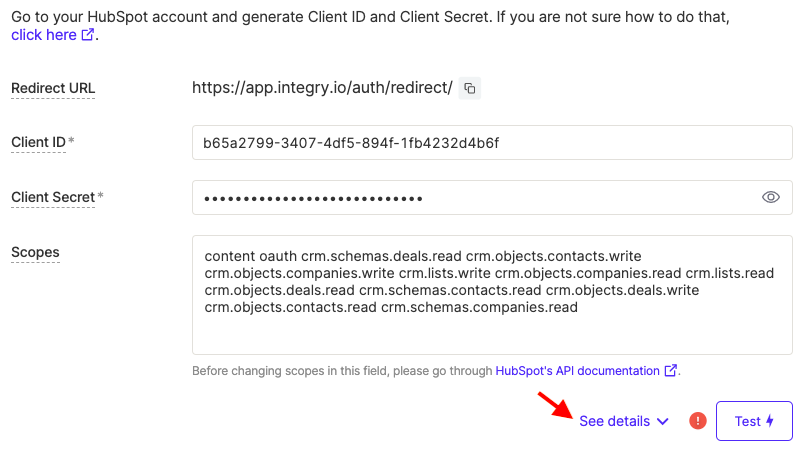 Go to your HubSpot account and generate Client ID and Client Secret. If you are not sure how to do that,
click here.
Redirect URL
https://app.integry.io/auth/redirect/
Client ID*
b65a2799-3407-4df5-894f-1fb4232d4b6f
Client Secret*
••••••••••••••••••••••••••••
Scopes
content oauth crm.schemas.deals.read crm.objects.contacts.write
crm.objects.companies.write crm.lists.write crm.objects.companies.read crm.lists.read
crm.objects.deals.read crm.schemas.contacts.read crm.objects.deals.write
crm.objects.contacts.read crm.schemas.companies.read
Before changing scopes in this field, please go through HubSpot's API documentation.
See details
!
Test